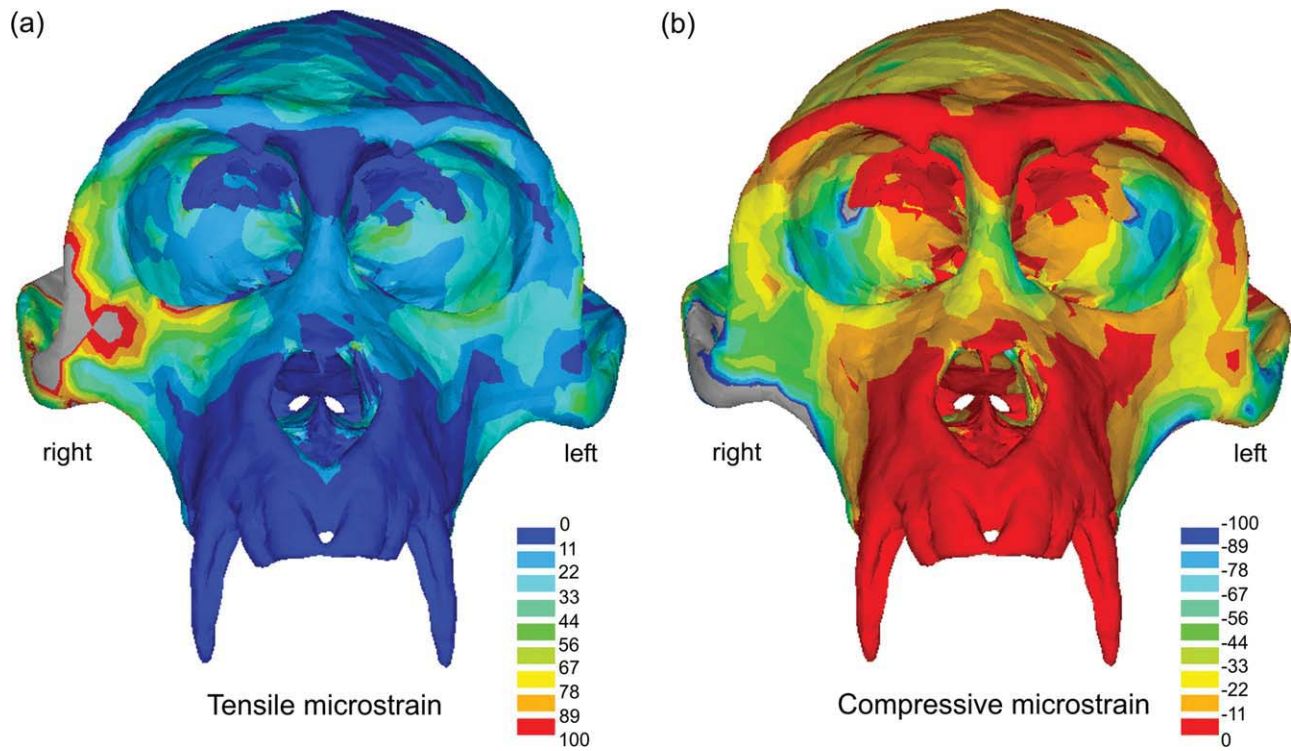 (a)
(b)
right
left
right
left
0
11
22
33
44
56
67
78
89
100
Tensile microstrain
-100
-89
-78
-67
-56
-44
-33
-22
-11
0
Compressive microstrain